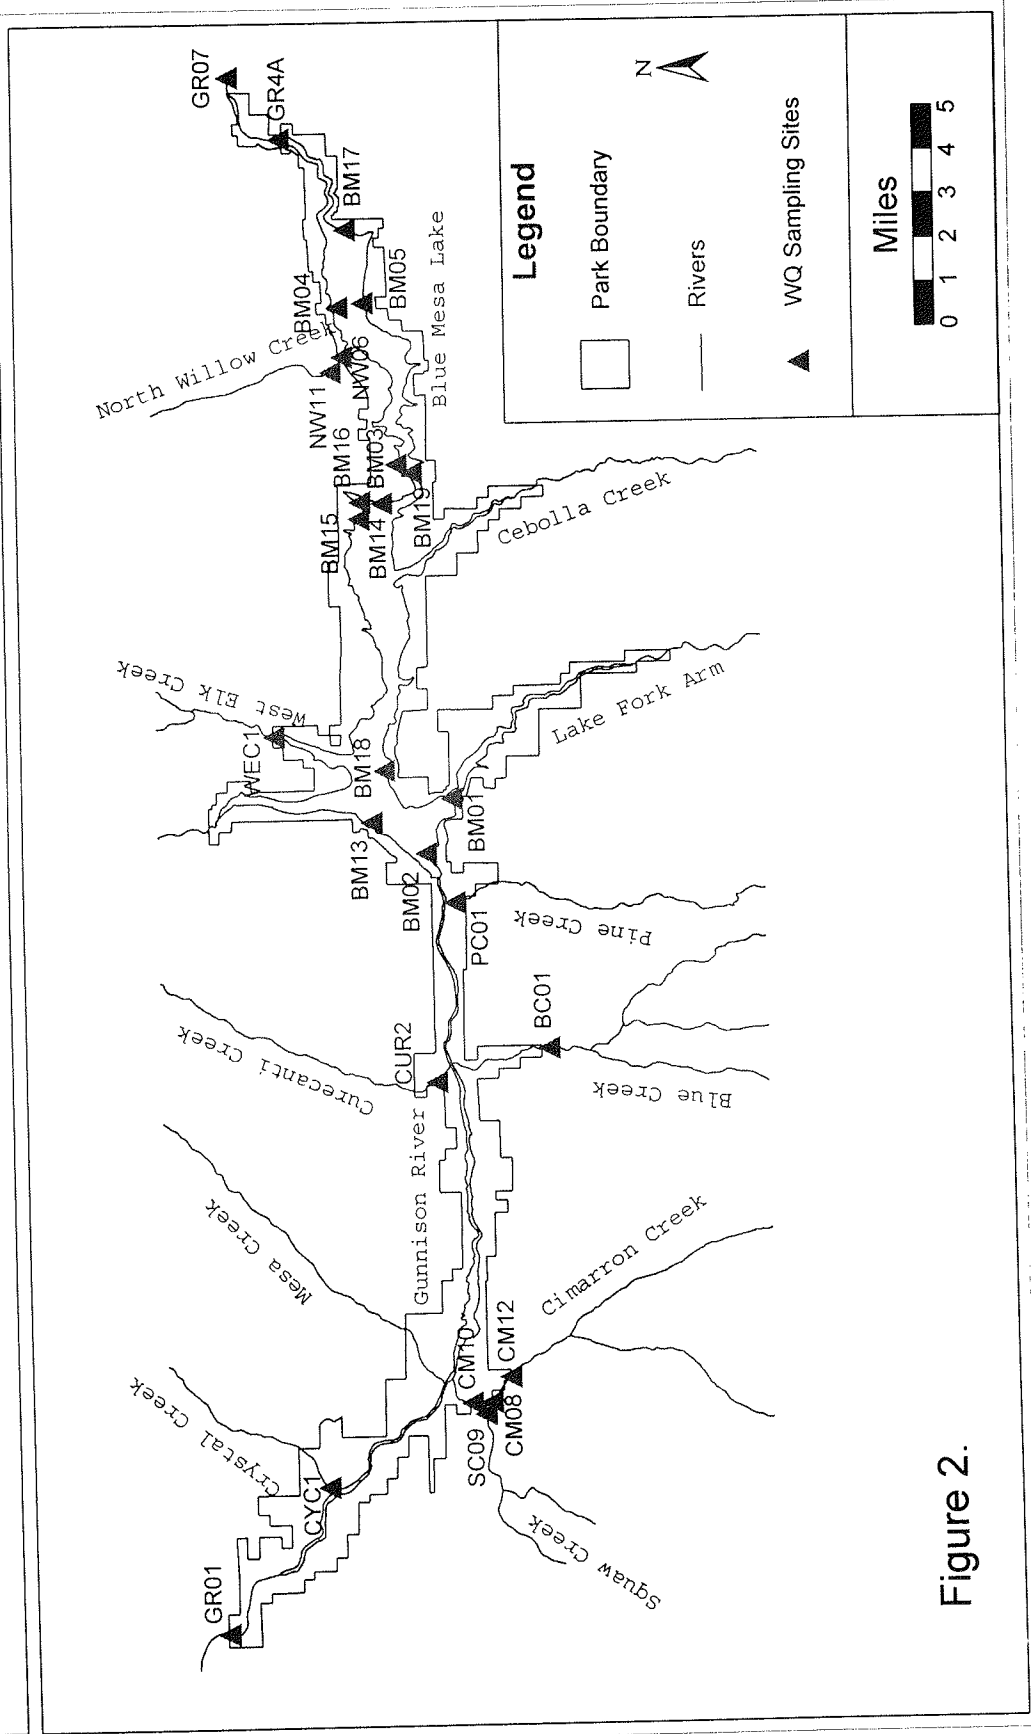 GR07
GR4A
BM17
BM04
BM05
Blue Mesa Lake
North Willow Creek
NW06
NW11
BM16
BM03
BM15
BM14
BM19
Cebolla Creek
West Elk Creek
WEC1
BM18
Lake Fork Arm
BM13
BM01
BM02
PC01
Pine Creek
BC01
Blue Creek
CUR2
Curecanti Creek
Gunnison River
Mesa Creek
Cimarron Creek
CM10
CM12
CM08
SC09
Squaw Creek
Crystal Creek
CYC1
GR01
Legend
Park Boundary
Rivers
WQ Sampling Sites
N
Miles
0 1 2 3 4 5
Figure 2.